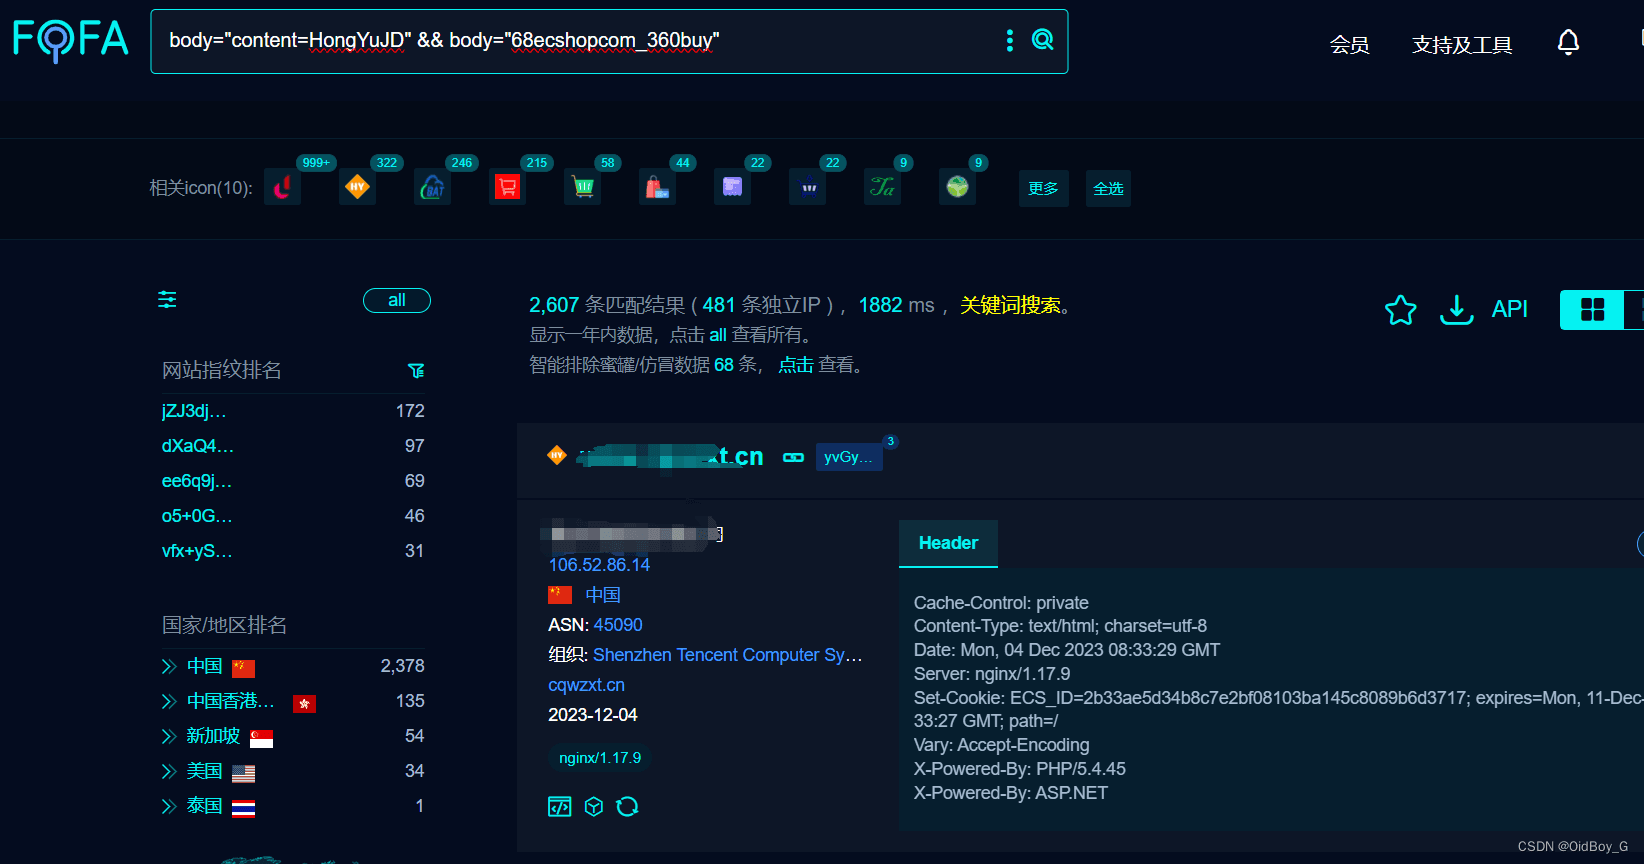 FOFA
body="content=HongYuJD" && body="68ecshopcom_360buy"
会员
支持及工具
相关icon(10):
999+
322
246
215
58
44
22
22
9
9
HY
BAT
Ta
更多
全选
all
2,607 条匹配结果 ( 481 条独立IP ) ,  1882 ms ,  关键词搜索。
显示一年内数据，点击 all 查看所有。
智能排除蜜罐/仿冒数据 68 条， 点击 查看。
API
网站指纹排名
jZJ3dj... 172
dXaQ4... 97
ee6q9j... 69
o5+0G... 46
vfx+yS... 31
国家/地区排名
中国 2,378
中国香港... 135
新加坡 54
美国 34
泰国 1
HY
t.cn
yvGy...
3
106.52.86.14
中国
ASN: 45090
组织: Shenzhen Tencent Computer Sy...
cqwzxt.cn
2023-12-04
nginx/1.17.9
Header
Cache-Control: private
Content-Type: text/html; charset=utf-8
Date: Mon, 04 Dec 2023 08:33:29 GMT
Server: nginx/1.17.9
Set-Cookie: ECS_ID=2b33ae5d34b8c7e2bf08103ba145c8089b6d3717; expires=Mon, 11-Dec-
33:27 GMT; path=/
Vary: Accept-Encoding
X-Powered-By: PHP/5.4.45
X-Powered-By: ASP.NET
CSDN @OidBoy_G